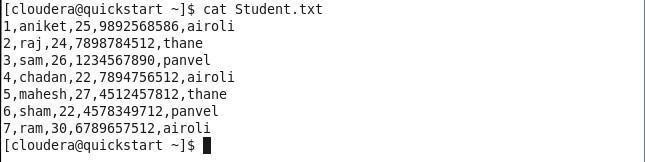 [cloudera@quickstart ~]$ cat Student.txt
1,aniket,25,9892568586,airoli
2,raj,24,7898784512,thane
3,sam,26,1234567890,panvel
4,chadan,22,7894756512,airoli
5,mahesh,27,4512457812,thane
6,sham,22,4578349712,panvel
7,ram,30,6789657512,airoli
[cloudera@quickstart ~]$